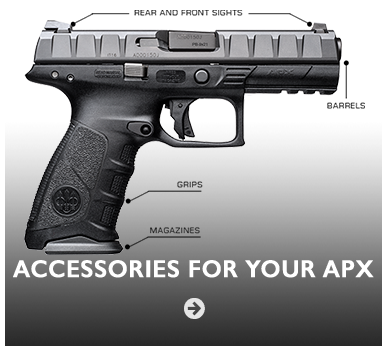 REAR AND FRONT SIGHTS
BARRELS
GRIPS
MAGAZINES
ACCESSORIES FOR YOUR APX